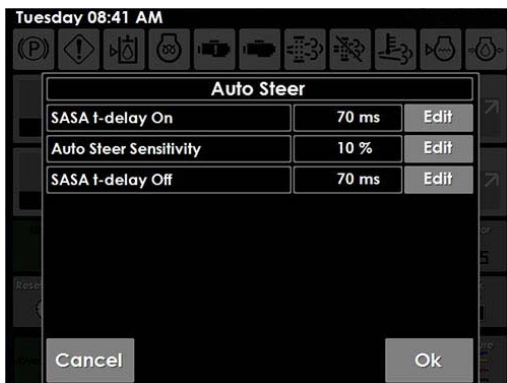 Tuesday 08:41 AM
Auto Steer
SASA t-delay On 70 ms Edit
Auto Steer Sensitivity 10 % Edit
SASA t-delay Off 70 ms Edit
Cancel Ok